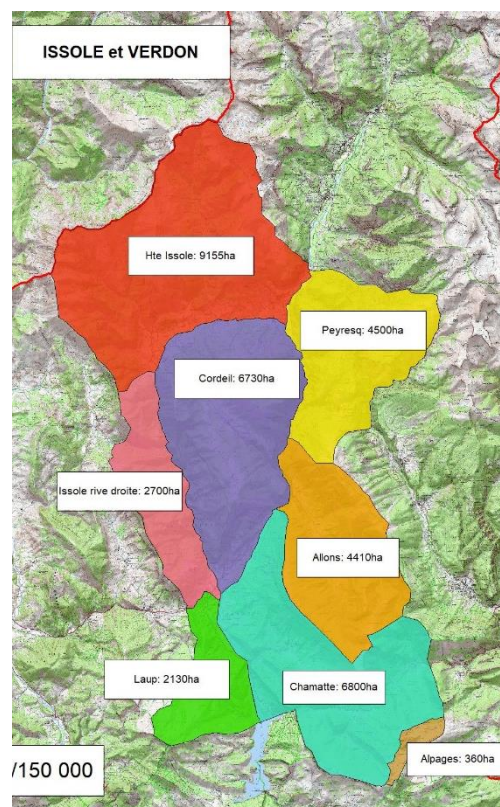 ISSOLE et VERDON
Hte Issole: 9155ha
Peyresq: 4500ha
Cordeil: 6730ha
Issole rive droite: 2700ha
Allons: 4410ha
Laup: 2130ha
Chamatte: 6800ha
Alpages: 360ha
/150 000